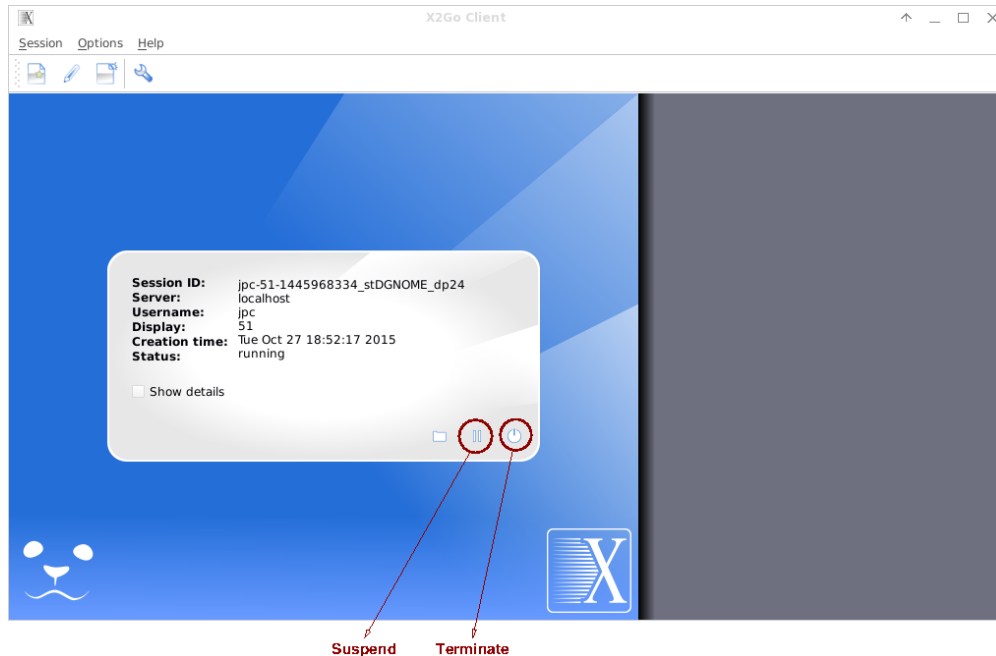 X2Go Client
Session Options Help
Session ID: jpc-51-1445968334_stDGNOME_dp24
Server: localhost
Username: jpc
Display: 51
Creation time: Tue Oct 27 18:52:17 2015
Status: running
Show details
X
Suspend Terminate